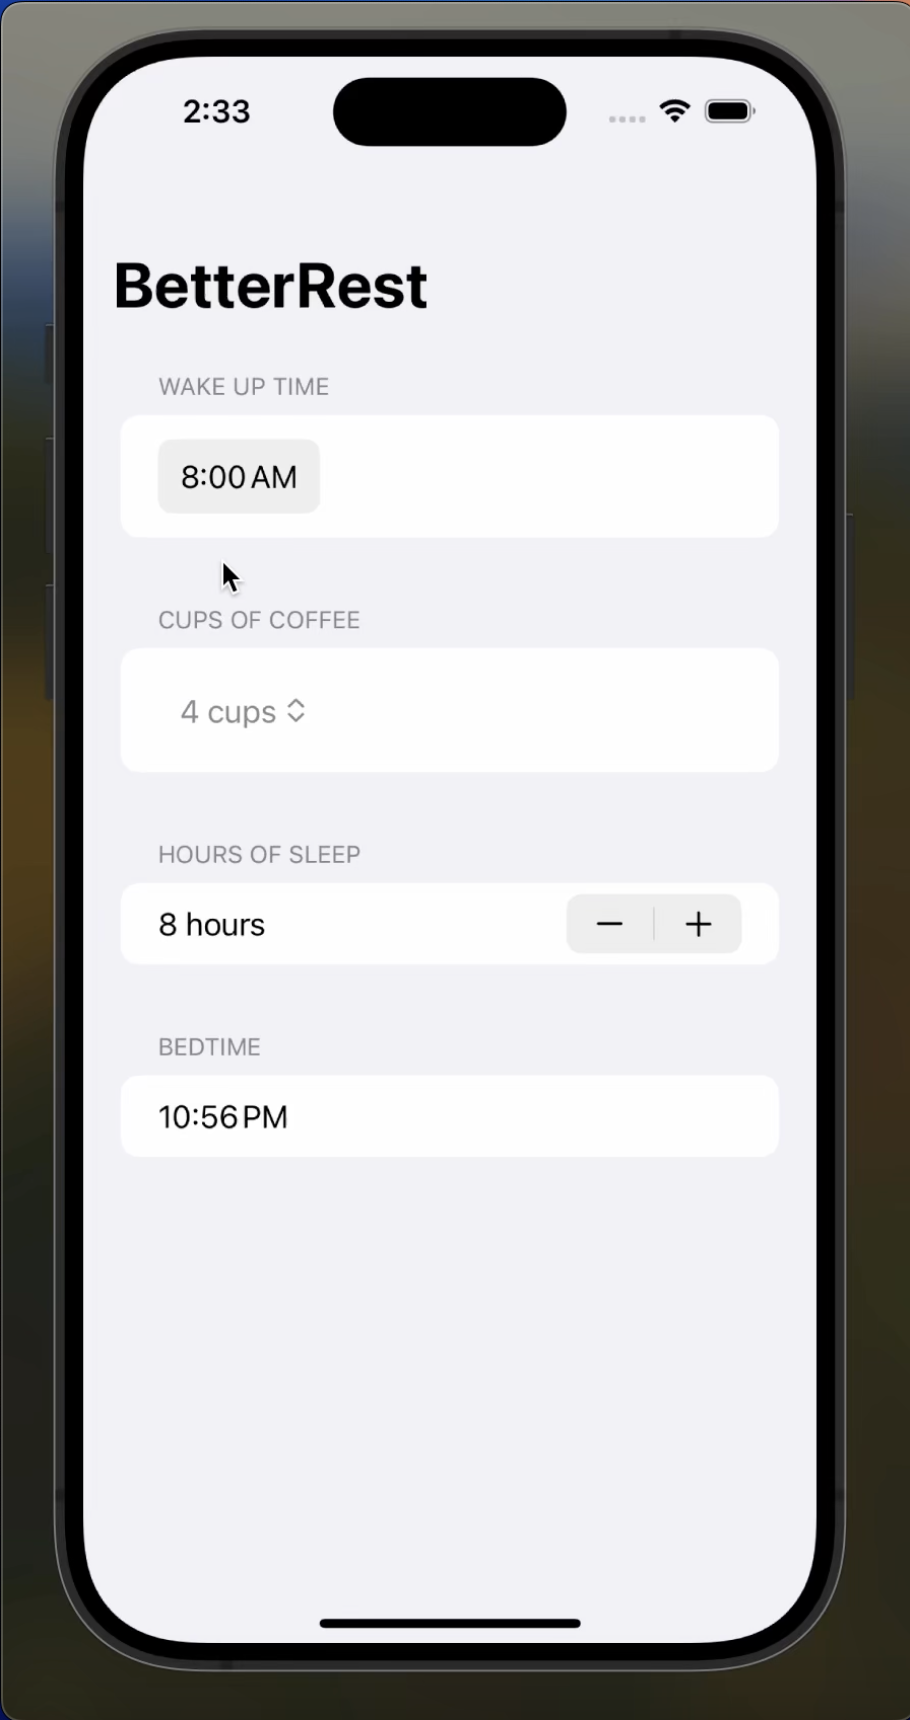 2:33
BetterRest
WAKE UP TIME
8:00 AM
CUPS OF COFFEE
4 cups
HOURS OF SLEEP
8 hours
BEDTIME
10:56 PM